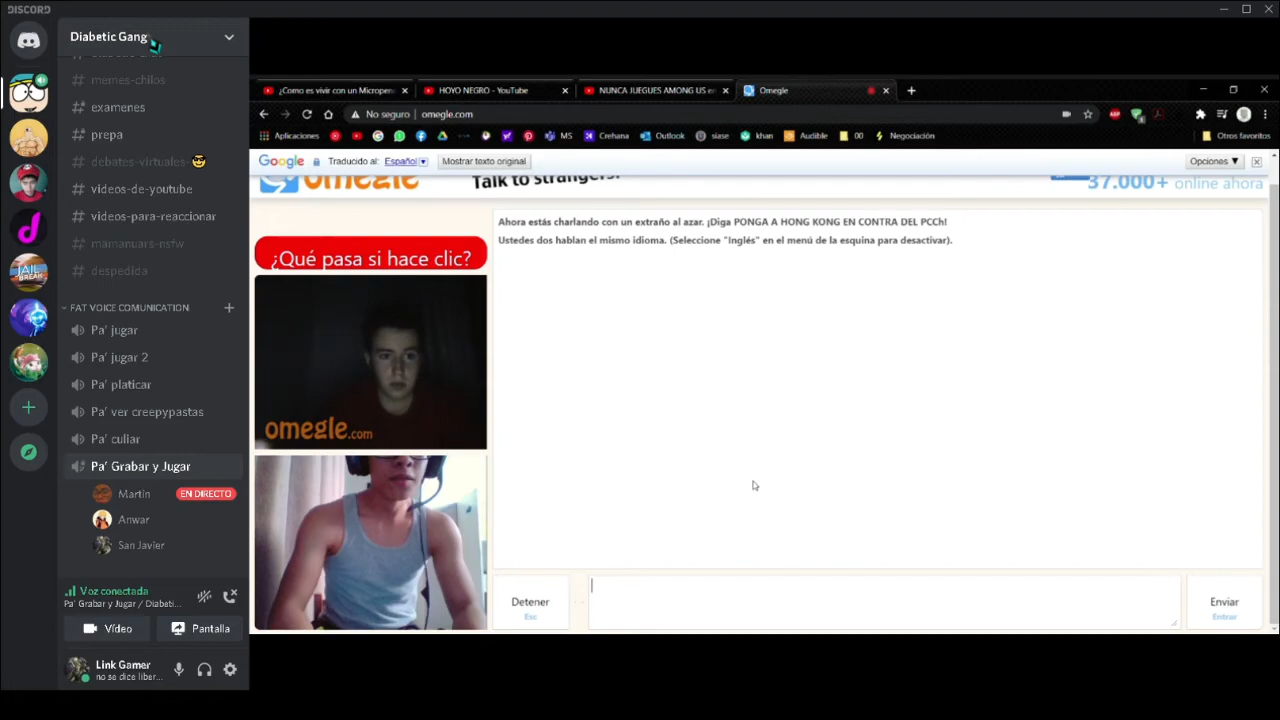 DISCORD
Diabetic Gang
memes-chilos
examenes
prepa
debates-virtuales-
videos-de-youtube
videos-para-reaccionar
mamanuars-nsfw
despedida
FAT VOICE COMUNICATION
Pa' jugar
Pa' jugar 2
Pa' platicar
Pa' ver creepypastas
Pa' culiar
Pa' Grabar y Jugar
Martin EN DIRECTO
Anwar
San Javier
Voz conectada
Pa' Grabar y Jugar / Diabeti...
Vídeo Pantalla
Link Gamer
no se dice liber...
¿Como es vivir con un Micropen HOYO NEGRO - YouTube NUNCA JUEGUES AMONG US e Omegle
No seguro omegle.com
Aplicaciones MS Crehana Outlook siase khan Audible 00 Negociación Otros favoritos
Google Traducido al: Español Mostrar texto original Opciones
omegle Talk to strangers! 37.000+ online ahora
Ahora estás charlando con un extraño al azar. ¡Diga PONGA A HONG KONG EN CONTRA DEL PCCh!
Ustedes dos hablan el mismo idioma. (Seleccione "Inglés" en el menú de la esquina para desactivar).
¿Qué pasa si hace clic?
omegle.com
Detener
Esc
Enviar
Entrar